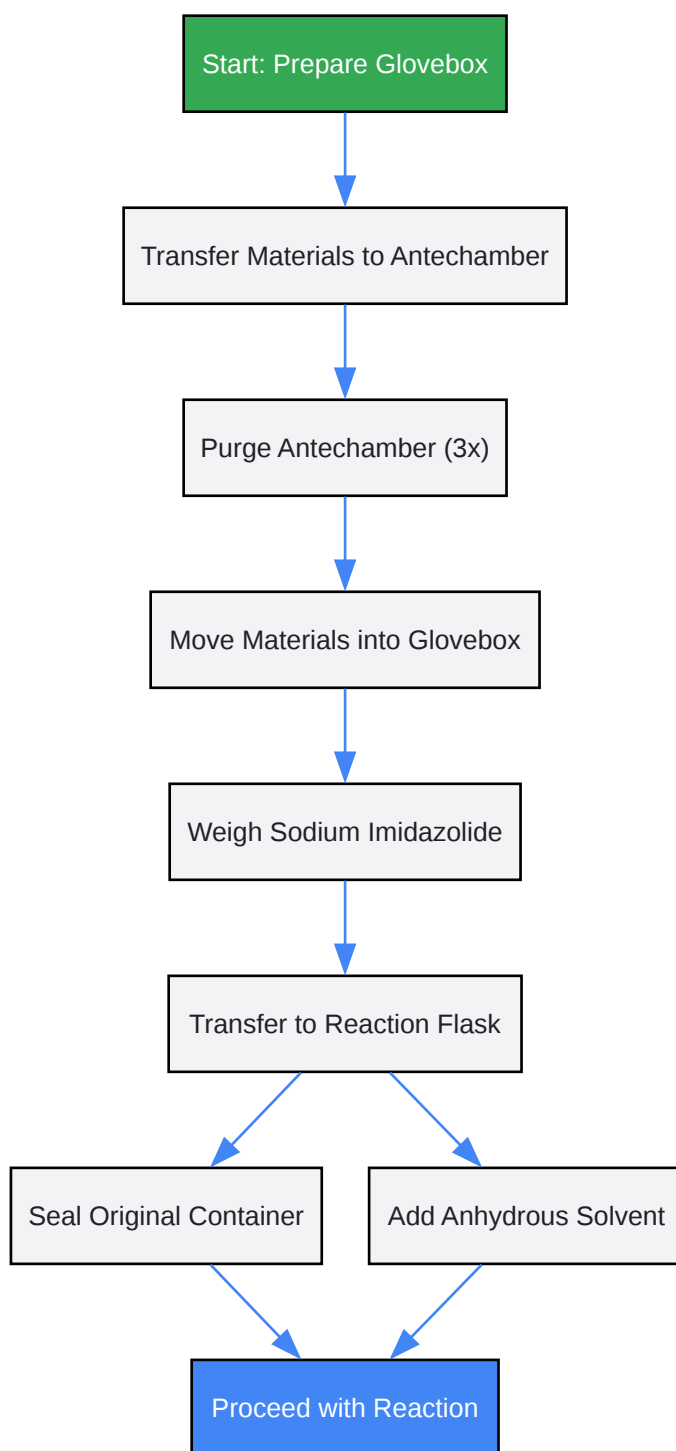 Start: Prepare Glovebox
Transfer Materials to Antechamber
Purge Antechamber (3x)
Move Materials into Glovebox
Weigh Sodium Imidazolide
Transfer to Reaction Flask
Seal Original Container
Add Anhydrous Solvent
Proceed with Reaction